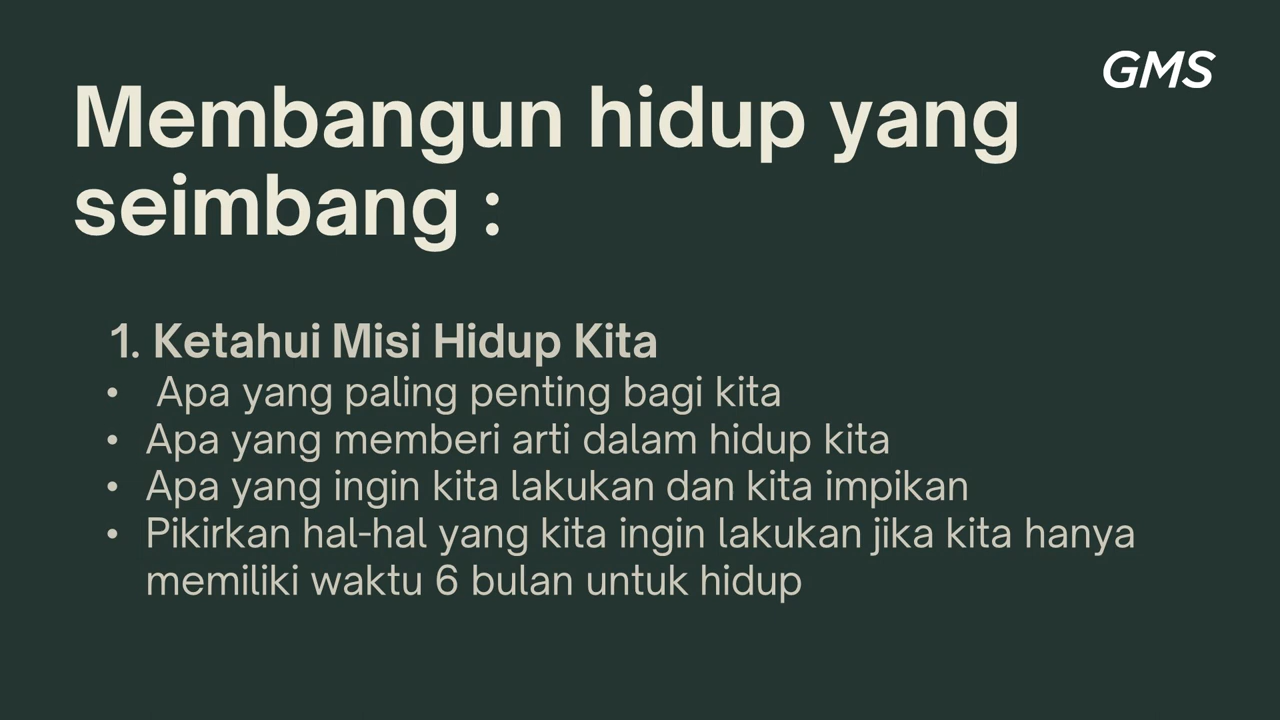 GMS
Membangun hidup yang
seimbang :
1. Ketahui Misi Hidup Kita
• Apa yang paling penting bagi kita
• Apa yang memberi arti dalam hidup kita
• Apa yang ingin kita lakukan dan kita impikan
• Pikirkan hal-hal yang kita ingin lakukan jika kita hanya
memiliki waktu 6 bulan untuk hidup